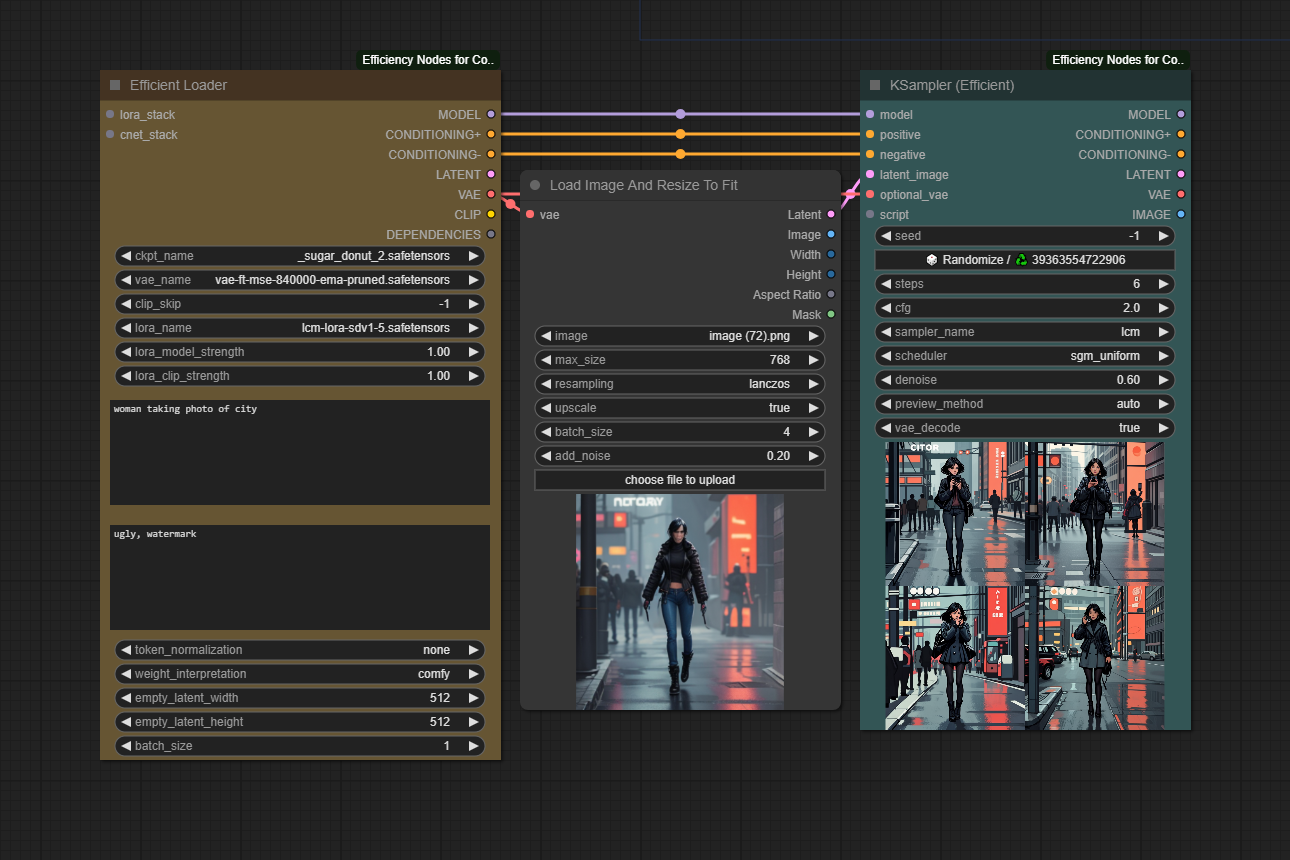 Efficiency Nodes for Co..
Efficient Loader
lora_stack
MODEL
cnet_stack
CONDITIONING+
CONDITIONING-
LATENT
VAE
CLIP
DEPENDENCIES
ckpt_name
_sugar_donut_2.safetensors
vae_name
vae-ft-mse-840000-ema-pruned.safetensors
clip_skip
-1
lora_name
lcm-lora-sdv1-5.safetensors
lora_model_strength
1.00
lora_clip_strength
1.00
woman taking photo of city
ugly, watermark
token_normalization
none
weight_interpretation
comfy
empty_latent_width
512
empty_latent_height
512
batch_size
1
Load Image And Resize To Fit
vae
Latent
Image
Width
Height
Aspect Ratio
Mask
image
image (72).png
max_size
768
resampling
lanczos
upscale
true
batch_size
4
add_noise
0.20
choose file to upload
Efficiency Nodes for Co..
KSampler (Efficient)
model
MODEL
positive
CONDITIONING+
negative
CONDITIONING-
latent_image
LATENT
optional_vae
VAE
script
IMAGE
seed
-1
Randomize / 39363554722906
steps
6
cfg
2.0
sampler_name
lcm
scheduler
sgm_uniform
denoise
0.60
preview_method
auto
vae_decode
true